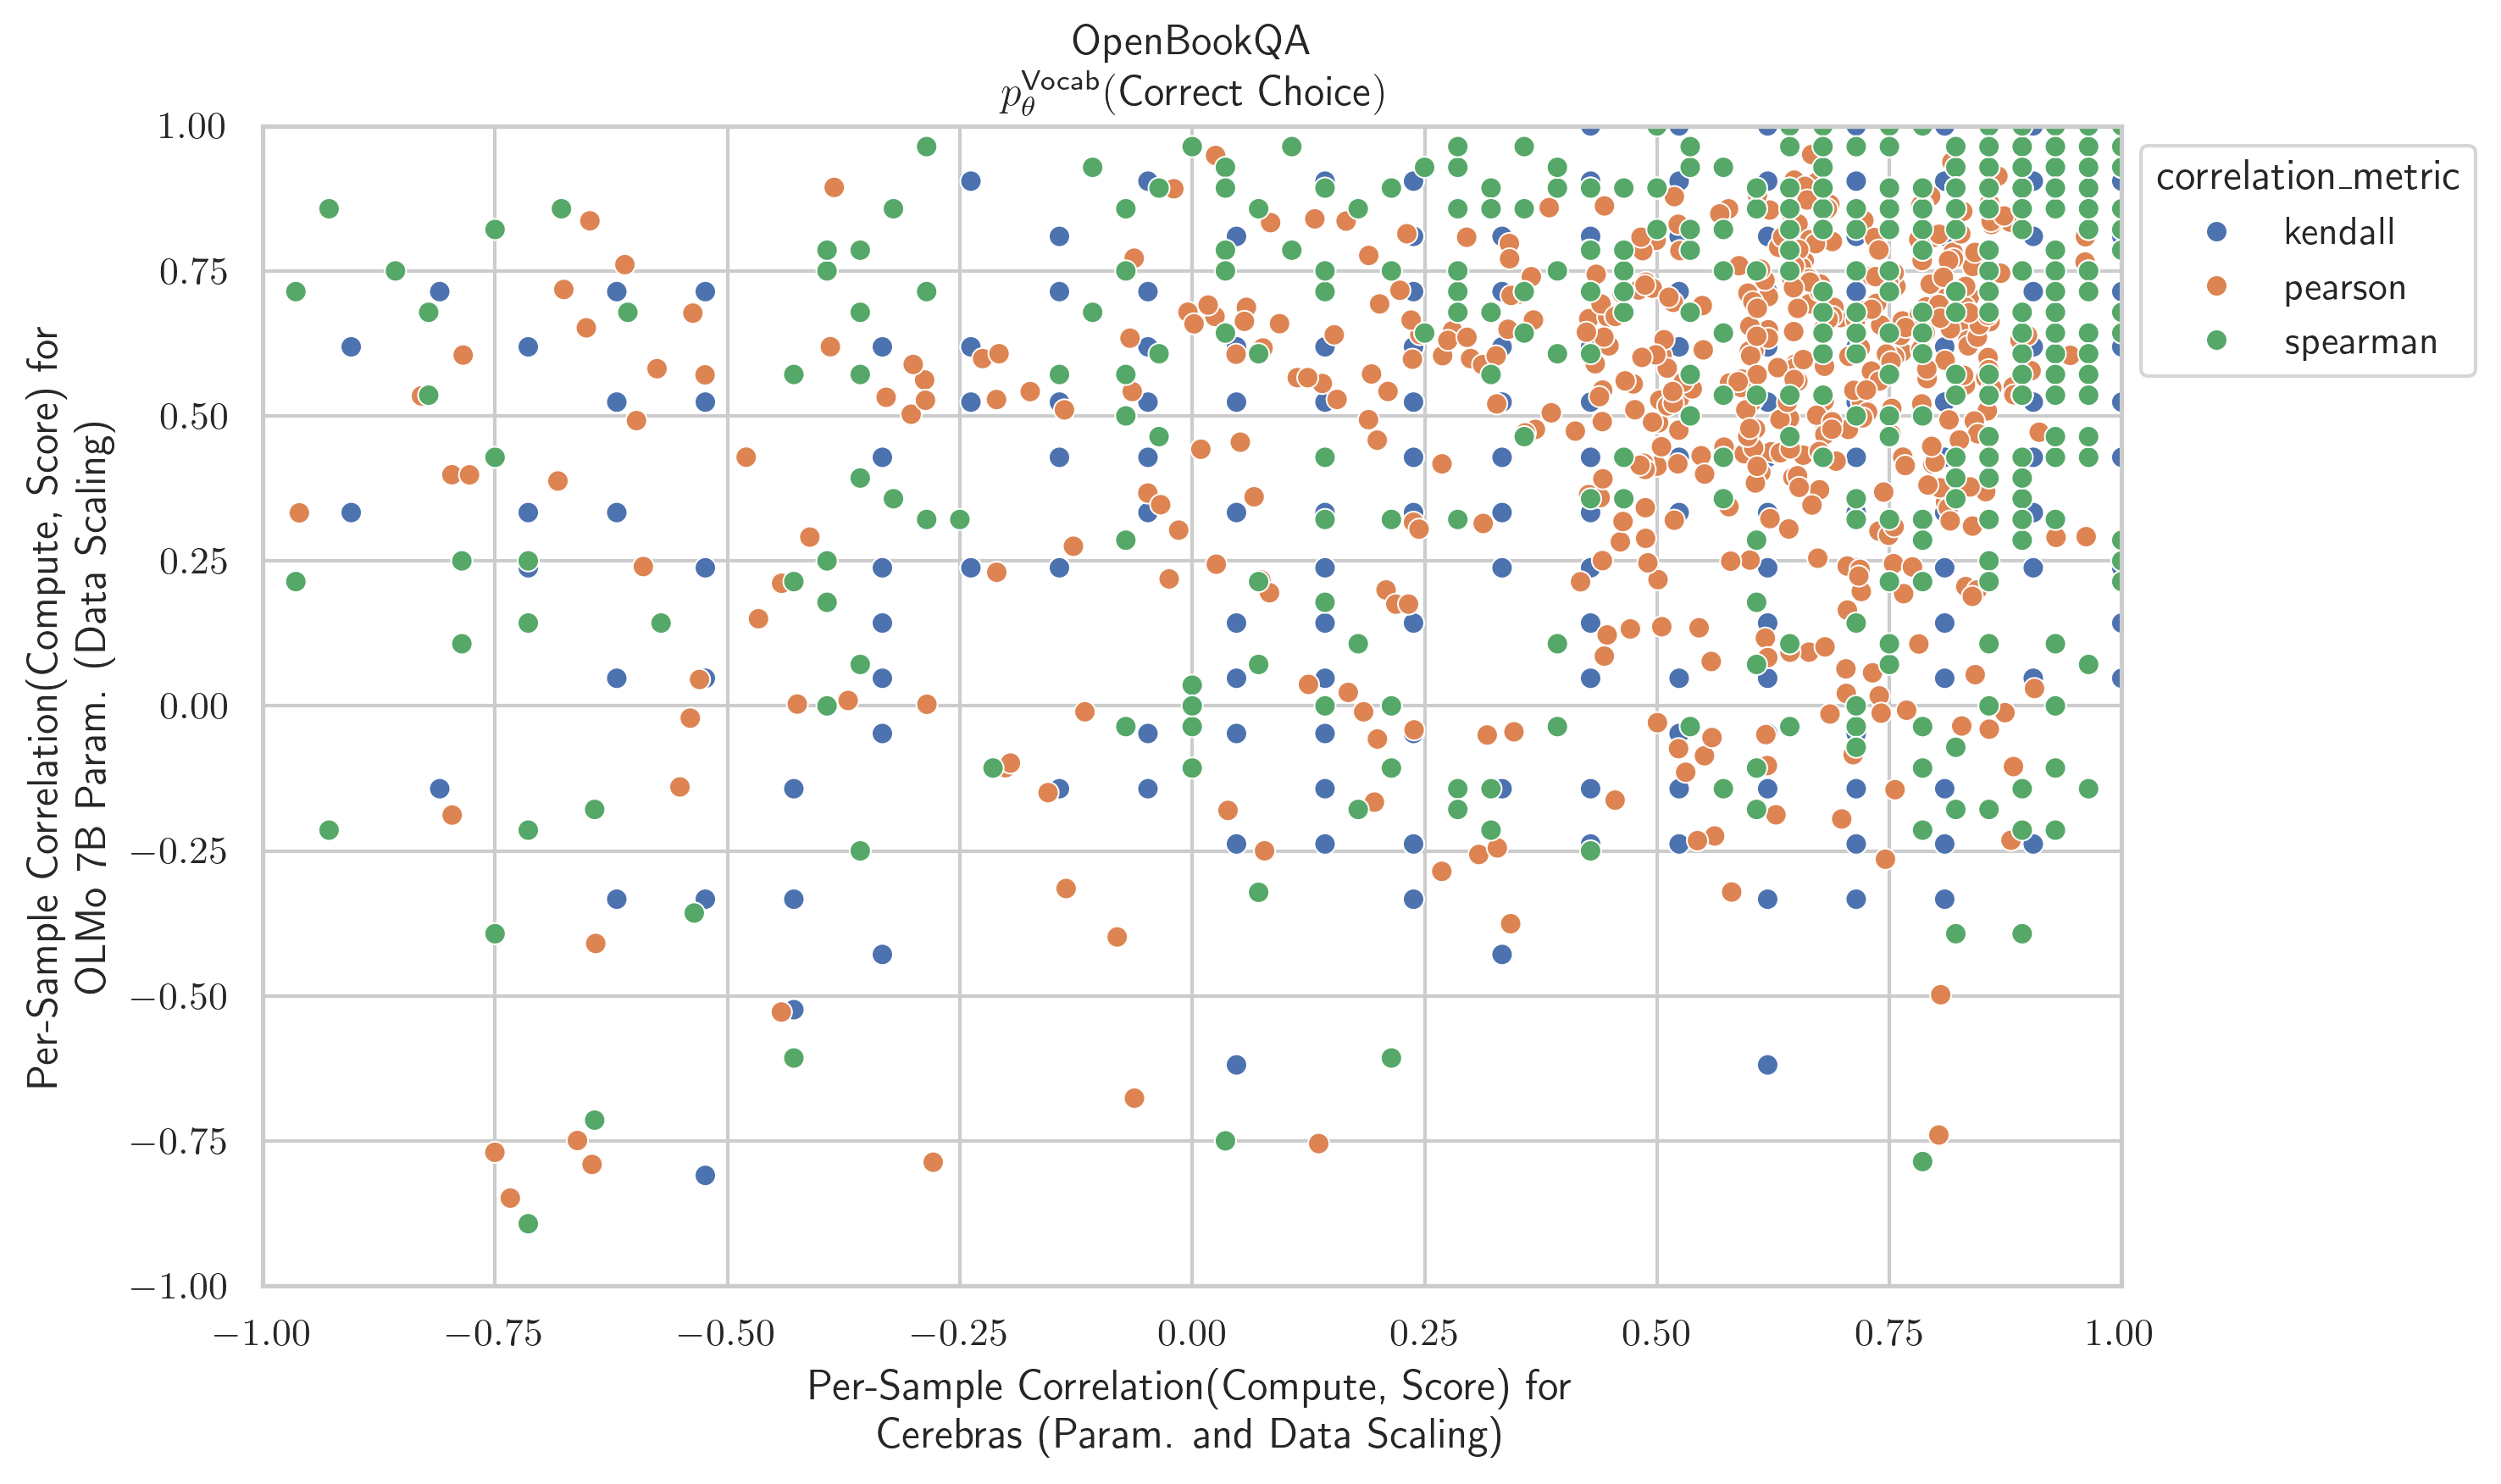 OpenBookQA
p_θ^Vocab(Correct Choice)
Per-Sample Correlation(Compute, Score) for
OLMo 7B Param. (Data Scaling)
1.00
0.75
0.50
0.25
0.00
−0.25
−0.50
−0.75
−1.00
−1.00 −0.75 −0.50 −0.25 0.00 0.25 0.50 0.75 1.00
Per-Sample Correlation(Compute, Score) for
Cerebras (Param. and Data Scaling)
correlation_metric
kendall
pearson
spearman